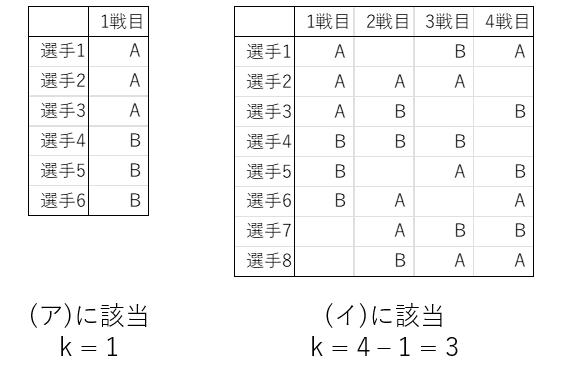 1戦目
選手1 A
選手2 A
選手3 A
選手4 B
選手5 B
選手6 B
(ア)に該当
k = 1
1戦目 2戦目 3戦目 4戦目
選手1 A B A
選手2 A A A
選手3 A B B
選手4 B B B
選手5 B A B
選手6 B A A
選手7 A B B
選手8 B A A
(イ)に該当
k = 4 − 1 = 3